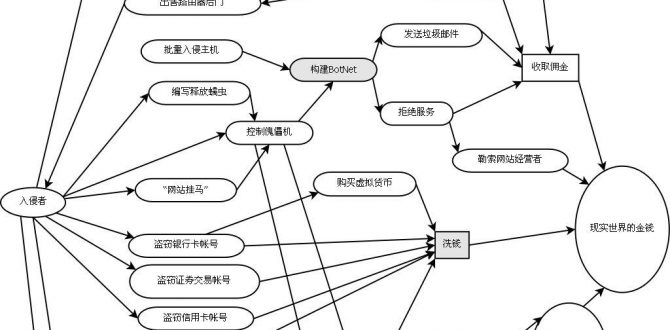 出售路由器后门
发送垃圾邮件
批量入侵主机
构建BotNet
收取佣金
编写释放蠕虫
拒绝服务
控制傀儡机
勒索网站经营者
“网站挂马”
购买虚拟货币
入侵者
现实世界的金钱
盗窃银行卡帐号
洗钱
盗窃证券交易帐号
盗窃信用卡帐号